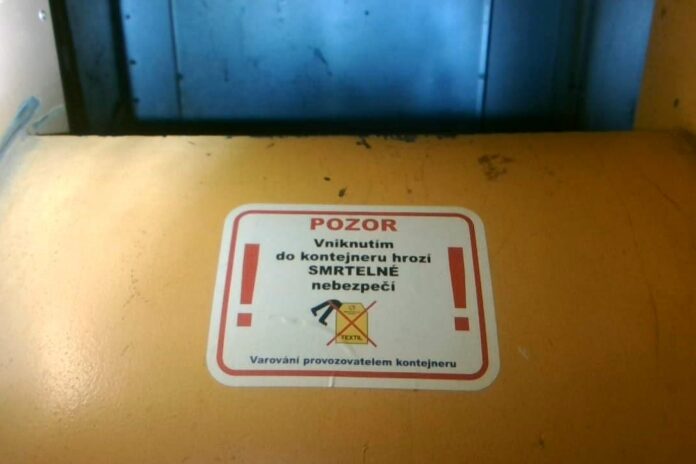 POZOR
Vniknutím
do kontejneru hrozí
SMRTELNÉ
nebezpečí
! !
TEXTIL
Varování provozovatelem kontejneru